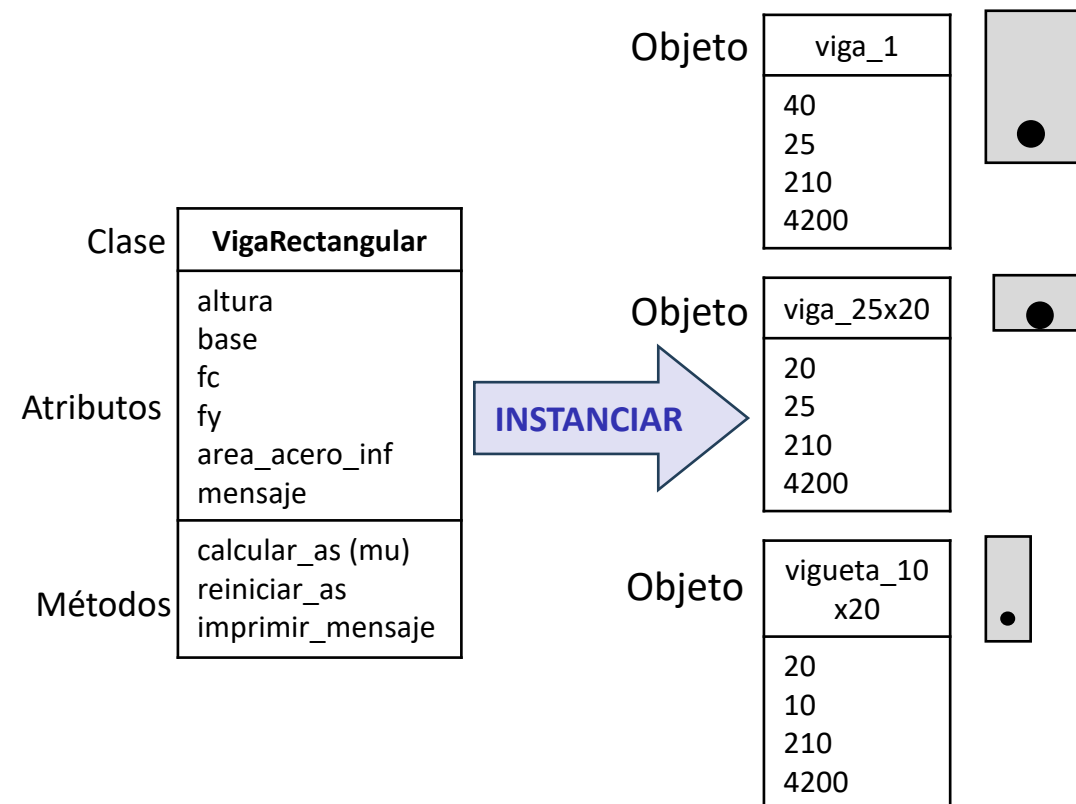 Clase
VigaRectangular
Atributos
altura
base
fc
fy
area_acero_inf
mensaje
Métodos
calcular_as (mu)
reiniciar_as
imprimir_mensaje
INSTANCIAR
Objeto
viga_1
40
25
210
4200
Objeto
viga_25x20
20
25
210
4200
Objeto
vigueta_10
x20
20
10
210
4200